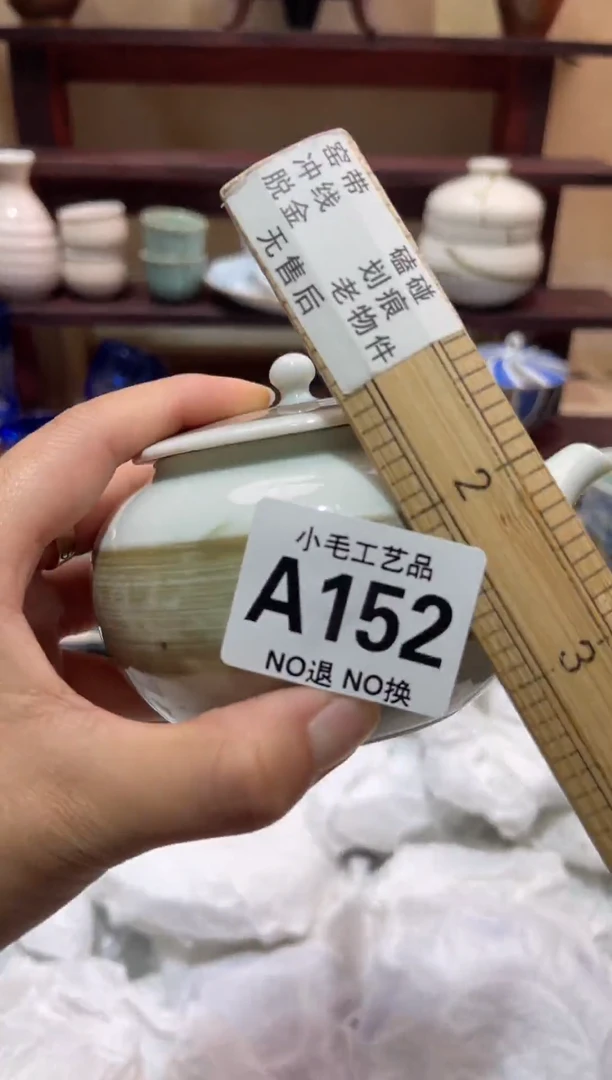 窑带 磕碰
冲线 划痕
脱金 老物件
无售后
2
3
小毛工艺品
A152
NO退 NO换